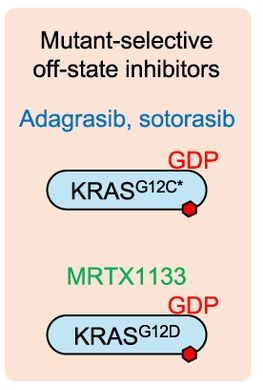 Mutant-selective
off-state inhibitors
Adagrasib, sotorasib
GDP
KRASG12C*
MRTX1133
GDP
KRASG12D